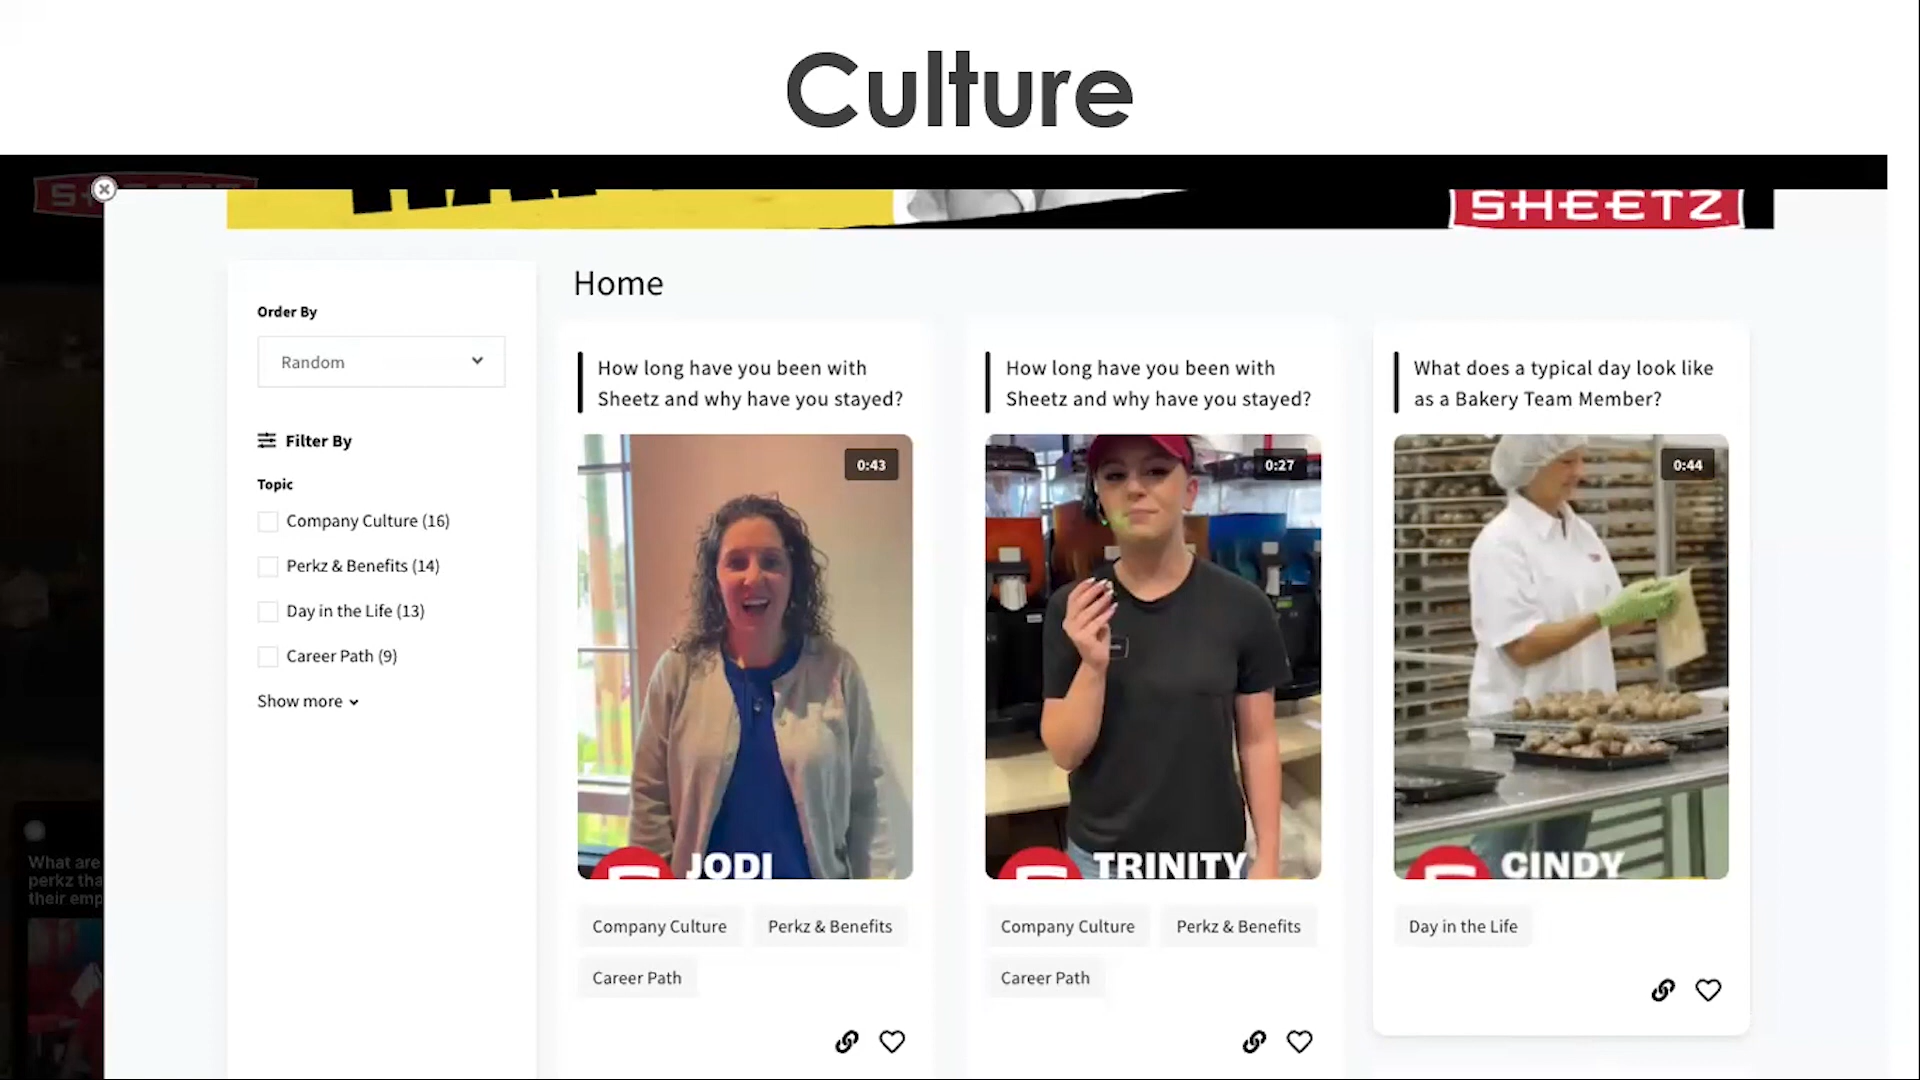 Culture
SHEETZ
Home
Order By
Random
Filter By
Topic
Company Culture (16)
Perkz & Benefits (14)
Day in the Life (13)
Career Path (9)
Show more
How long have you been with
Sheetz and why have you stayed?
0:43
JODI
Company Culture
Perkz & Benefits
Career Path
How long have you been with
Sheetz and why have you stayed?
0:27
TRINITY
Company Culture
Perkz & Benefits
Career Path
What does a typical day look like
as a Bakery Team Member?
0:44
CINDY
Day in the Life
What are
perkz
their